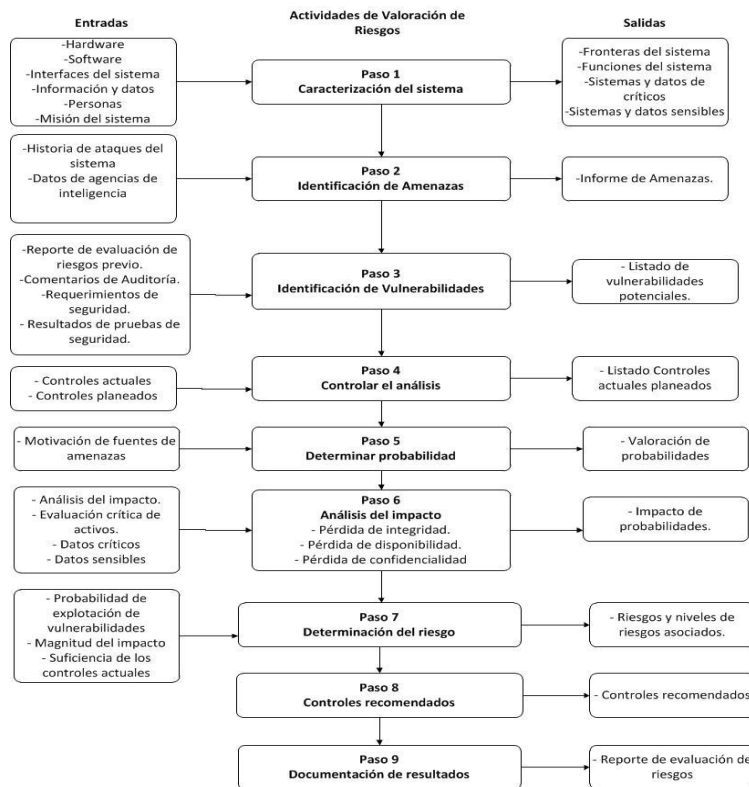 Entradas
Actividades de Valoración de
Riesgos
Salidas
-Hardware
-Software
-Interfaces del sistema
-Información y datos
-Personas
-Misión del sistema
Paso 1
Caracterización del sistema
-Fronteras del sistema
-Funciones del sistema
-Sistemas y datos de
críticos
-Sistemas y datos sensibles
-Historia de ataques del
sistema
-Datos de agencias de
inteligencia
Paso 2
Identificación de Amenazas
-Informe de Amenazas.
-Reporte de evaluación de
riesgos previo.
-Comentarios de Auditoría.
-Requerimientos de
seguridad.
- Resultados de pruebas de
seguridad.
Paso 3
Identificación de Vulnerabilidades
- Listado de
vulnerabilidades
potenciales.
- Controles actuales
- Controles planeados
Paso 4
Controlar el análisis
- Listado Controles
actuales planeados
- Motivación de fuentes de
amenazas
Paso 5
Determinar probabilidad
- Valoración de
probabilidades
- Análisis del impacto.
- Evaluación crítica de
activos.
- Datos críticos
- Datos sensibles
Paso 6
Análisis del impacto
- Pérdida de integridad.
- Pérdida de disponibilidad.
- Pérdida de confidencialidad
- Impacto de
probabilidades.
- Probabilidad de
explotación de
vulnerabilidades
- Magnitud del impacto
- Suficiencia de los
controles actuales
Paso 7
Determinación del riesgo
- Riesgos y niveles de
riesgos asociados.
Paso 8
Controles recomendados
- Controles recomendados
Paso 9
Documentación de resultados
- Reporte de evaluación de
riesgos